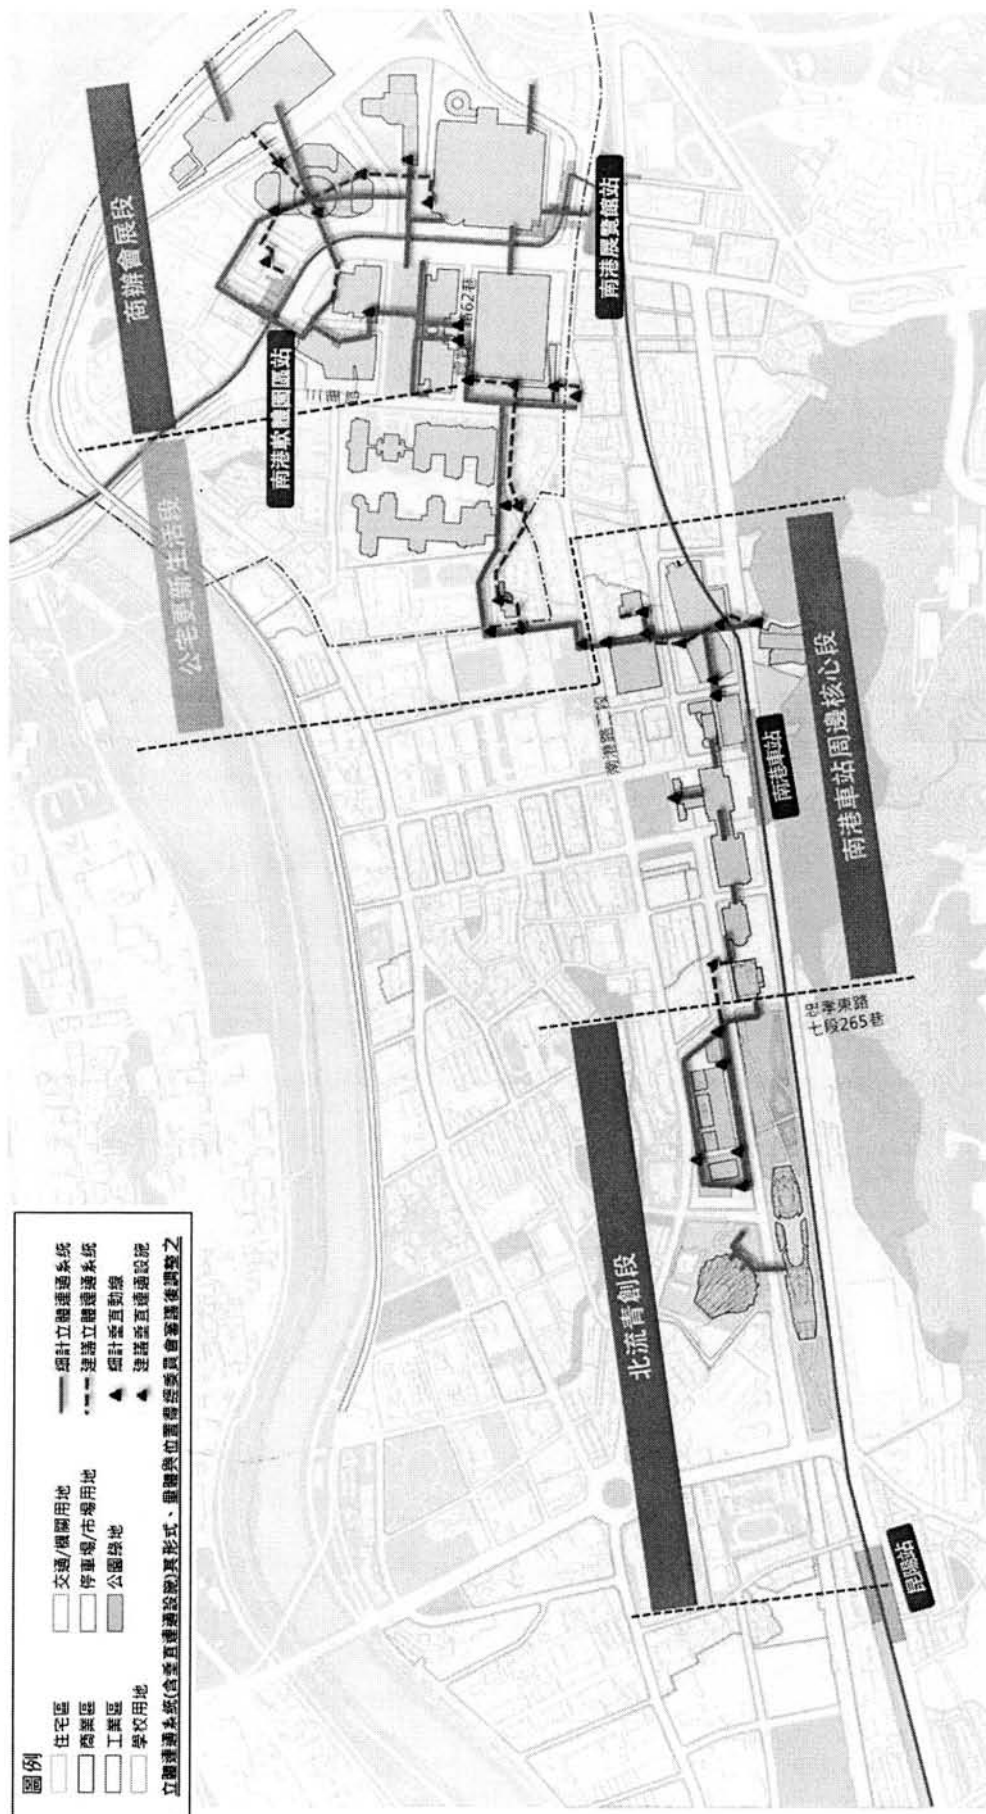 圖例
住宅區
商業區
工業區
學校用地
交通/機關用地
停車場/市場用地
公園綠地
細計立體連通系統
建議立體連通系統
細計垂直動線
建議垂直連通設施
立體連通系統(含垂直連通設施)其形式、量體與位置得經委員會審議後調整之
商辦會展段
公宅更新生活段
南港車站周邊核心段
北流青創段
南港軟體園區站
南港展覽館站
南港車站
昆陽站
南港路二段
忠孝東路
七段265巷